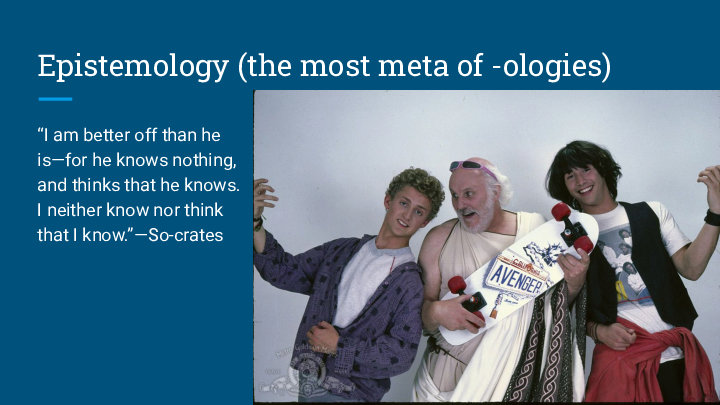 Epistemology (the most meta of -ologies)
“I am better off than he
is—for he knows nothing,
and thinks that he knows.
I neither know nor think
that I know.”—So-crates
CALIFORNIA
AVENGER